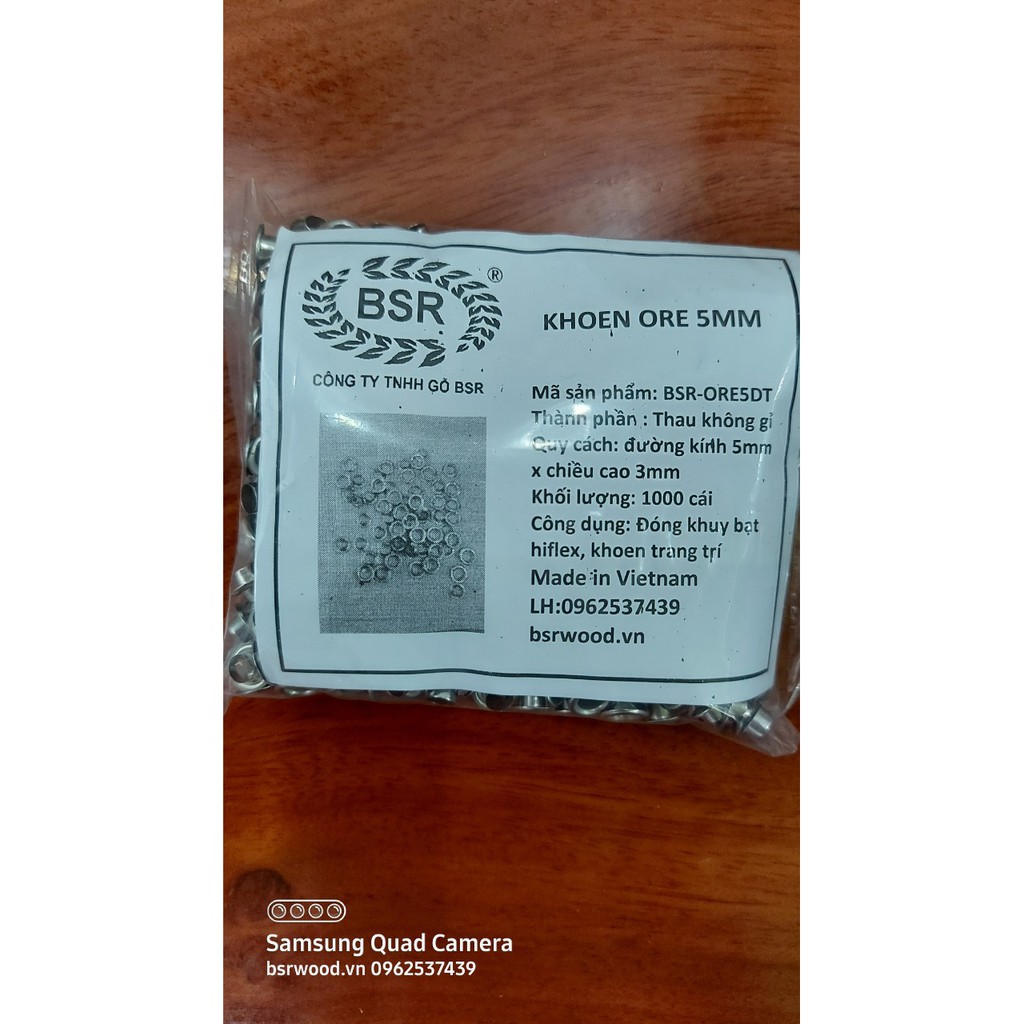 BSR
®
CÔNG TY TNHH GỖ BSR
KHOEN ORE 5MM
Mã sản phẩm: BSR-ORE5DT
Thành phần : Thau không gỉ
Quy cách: đường kính 5mm
x chiều cao 3mm
Khối lượng: 1000 cái
Công dụng: Đóng khuy bạt
hiflex, khoen trang trí
Made in Vietnam
LH:0962537439
bsrwood.vn
Samsung Quad Camera
bsrwood.vn 0962537439